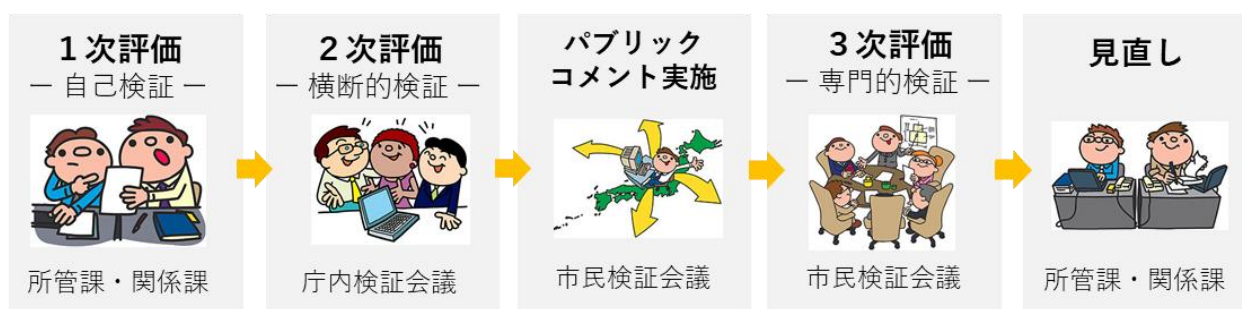 １次評価
― 自己検証 ―
所管課・関係課
２次評価
― 横断的検証 ―
庁内検証会議
パブリック
コメント実施
市民検証会議
３次評価
― 専門的検証 ―
市民検証会議
見直し
所管課・関係課